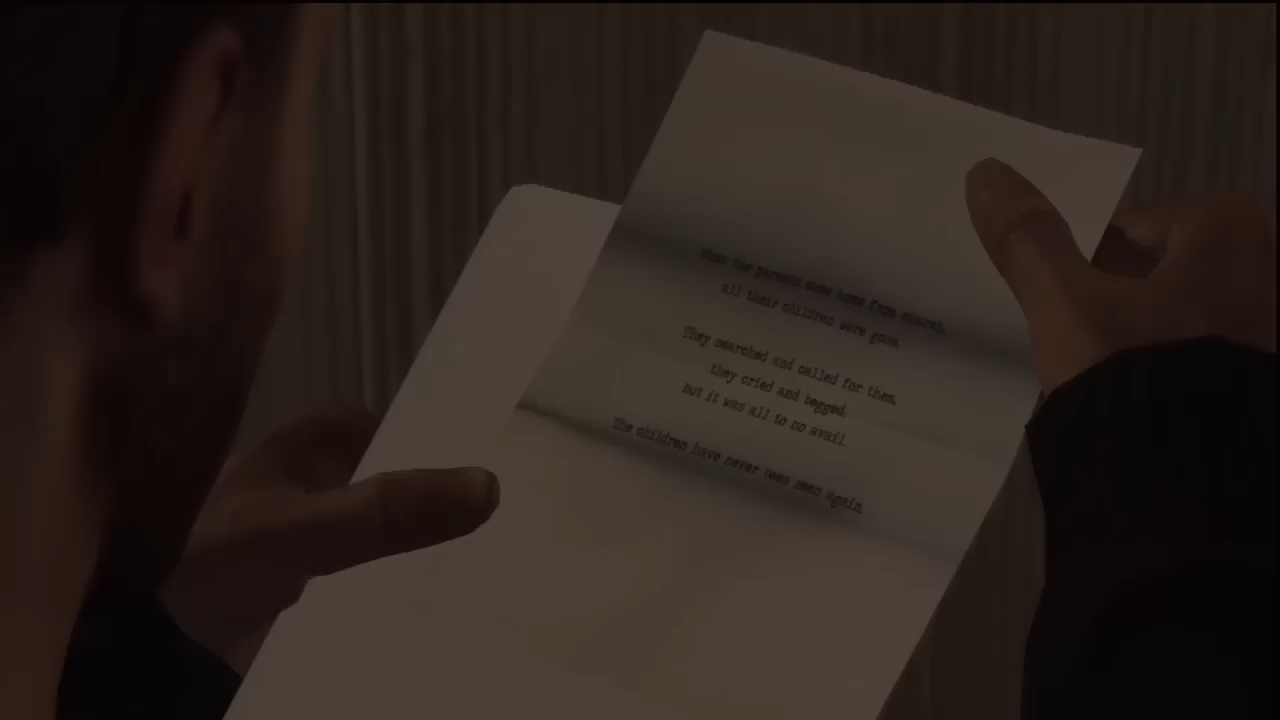 When the parents came home from church,
all their children were gone.
They searched and called for them,
they cried and begged,
but it was all to no avail.
The children have never been seen again.